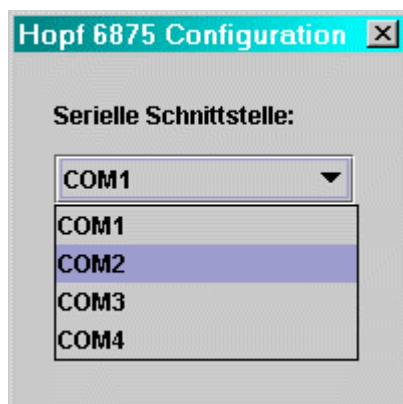 Hopf 6875 Configuration
Serielle Schnittstelle:
COM1
COM1
COM2
COM3
COM4